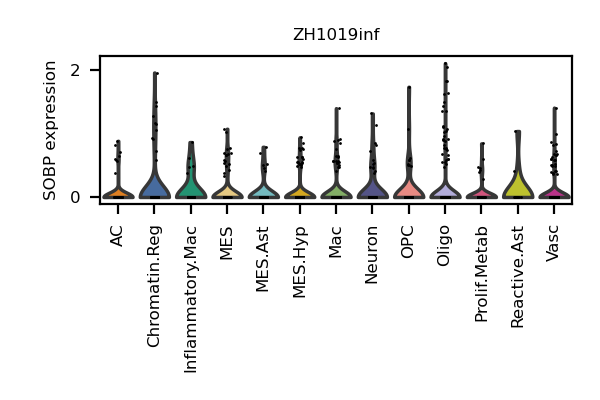 ZH1019inf
SOBP expression
2
0
AC
Chromatin.Reg
Inflammatory.Mac
MES
MES.Ast
MES.Hyp
Mac
Neuron
OPC
Oligo
Prolif.Metab
Reactive.Ast
Vasc